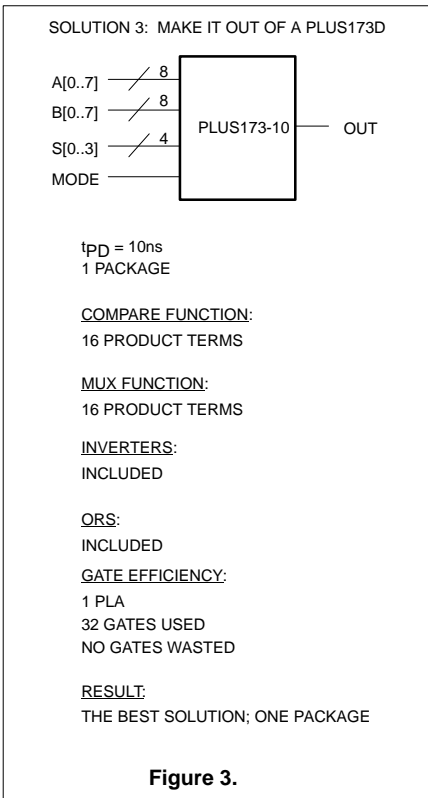 SOLUTION 3: MAKE IT OUT OF A PLUS173D
A[0..7] 8
B[0..7] 8
S[0..3] 4
MODE
PLUS173-10
OUT
tPD = 10ns
1 PACKAGE
COMPARE FUNCTION:
16 PRODUCT TERMS
MUX FUNCTION:
16 PRODUCT TERMS
INVERTERS:
INCLUDED
ORS:
INCLUDED
GATE EFFICIENCY:
1 PLA
32 GATES USED
NO GATES WASTED
RESULT:
THE BEST SOLUTION; ONE PACKAGE
Figure 3.